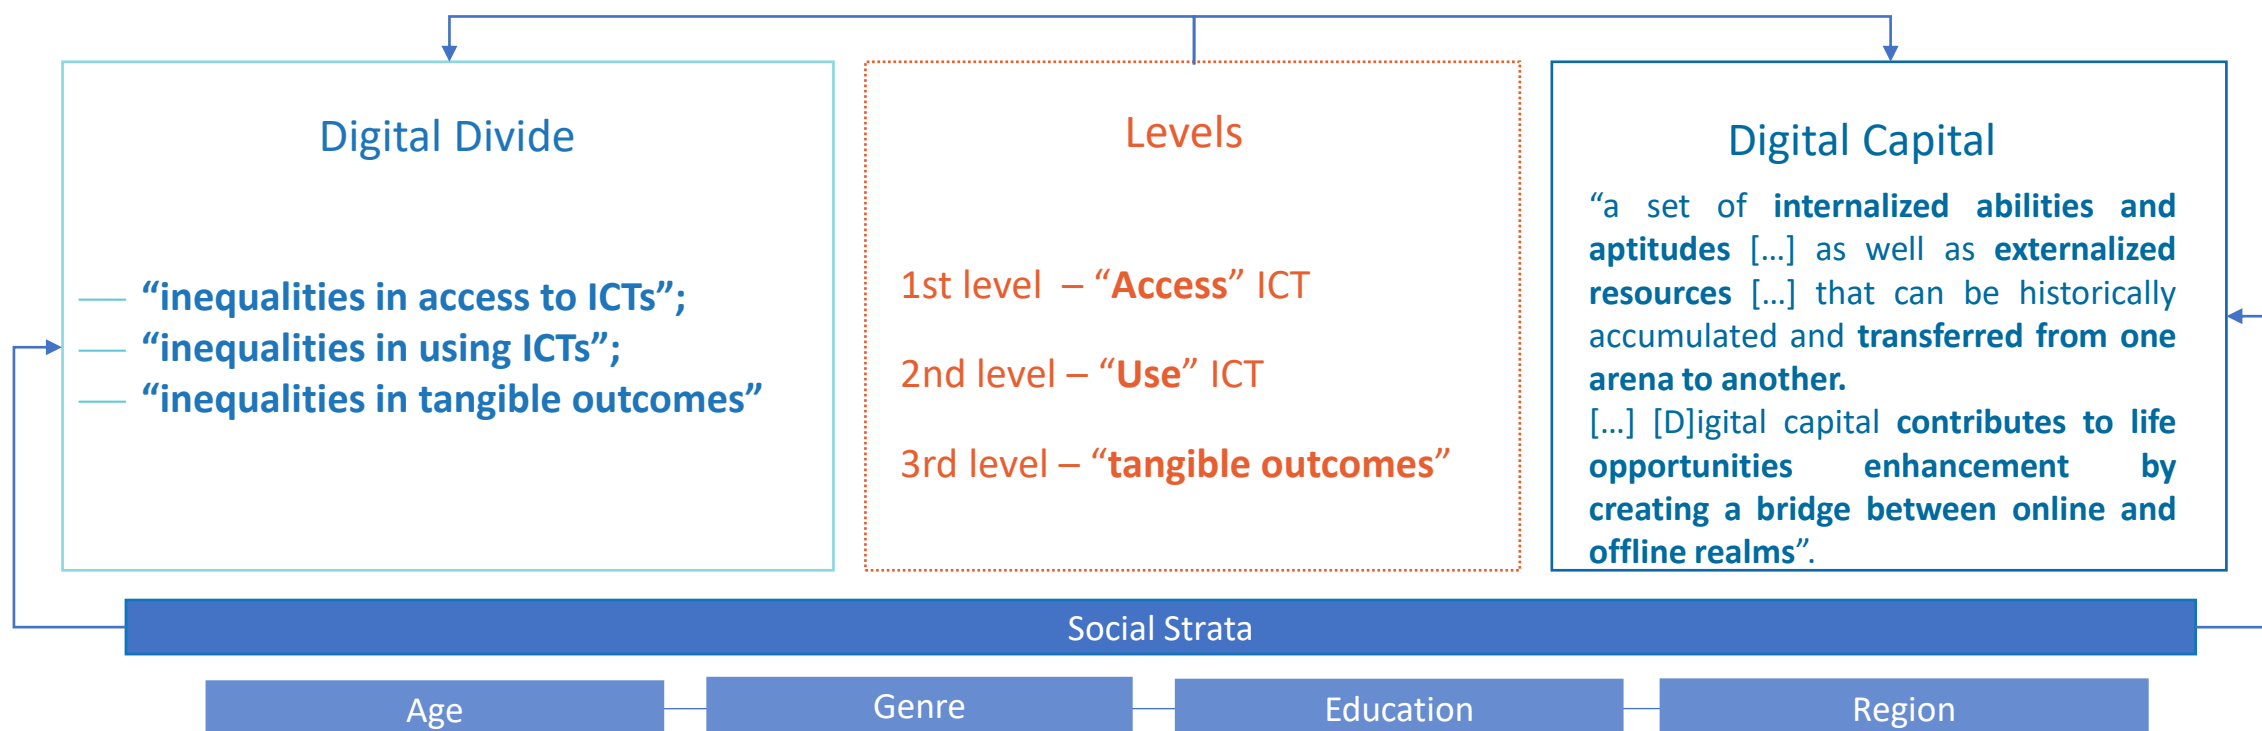 Digital Divide
“inequalities in access to ICTs”;
“inequalities in using ICTs”;
“inequalities in tangible outcomes”
Levels
1st level – “Access” ICT
2nd level – “Use” ICT
3rd level – “tangible outcomes”
Digital Capital
“a set of internalized abilities and
aptitudes [...] as well as externalized
resources [...] that can be historically
accumulated and transferred from one
arena to another.
[...] [D]igital capital contributes to life
opportunities enhancement by
creating a bridge between online and
offline realms”.
Social Strata
Age
Genre
Education
Region